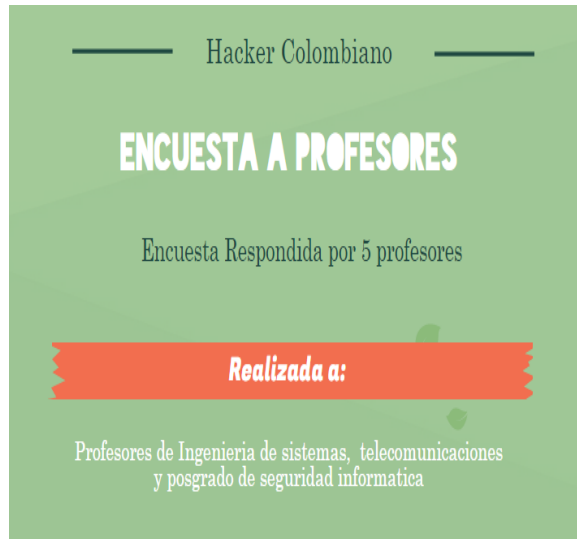 Hacker Colombiano
ENCUESTA A PROFESORES
Encuesta Respondida por 5 profesores
Realizada a:
Profesores de Ingenieria de sistemas, telecomunicaciones
y posgrado de seguridad informatica